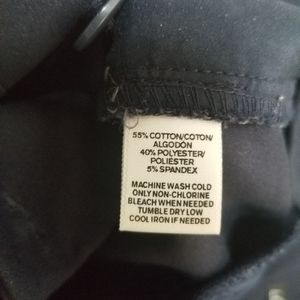 55% COTTON/COTON/
ALGODÓN
40% POLYESTER/
POLIÉSTER
5% SPANDEX
MACHINE WASH COLD
ONLY NON-CHLORINE
BLEACH WHEN NEEDED
TUMBLE DRY LOW
COOL IRON IF NEEDED